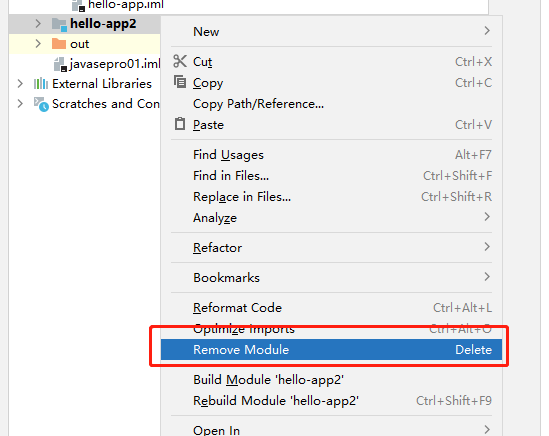 hello-app.iml
hello-app2
out
javasepro01.iml
External Libraries
Scratches and Con
New
Cut Ctrl+X
Copy Ctrl+C
Copy Path/Reference...
Paste Ctrl+V
Find Usages Alt+F7
Find in Files... Ctrl+Shift+F
Replace in Files... Ctrl+Shift+R
Analyze
Refactor
Bookmarks
Reformat Code Ctrl+Alt+L
Optimize Imports Ctrl+Alt+O
Remove Module Delete
Build Module 'hello-app2'
Rebuild Module 'hello-app2' Ctrl+Shift+F9
Open In